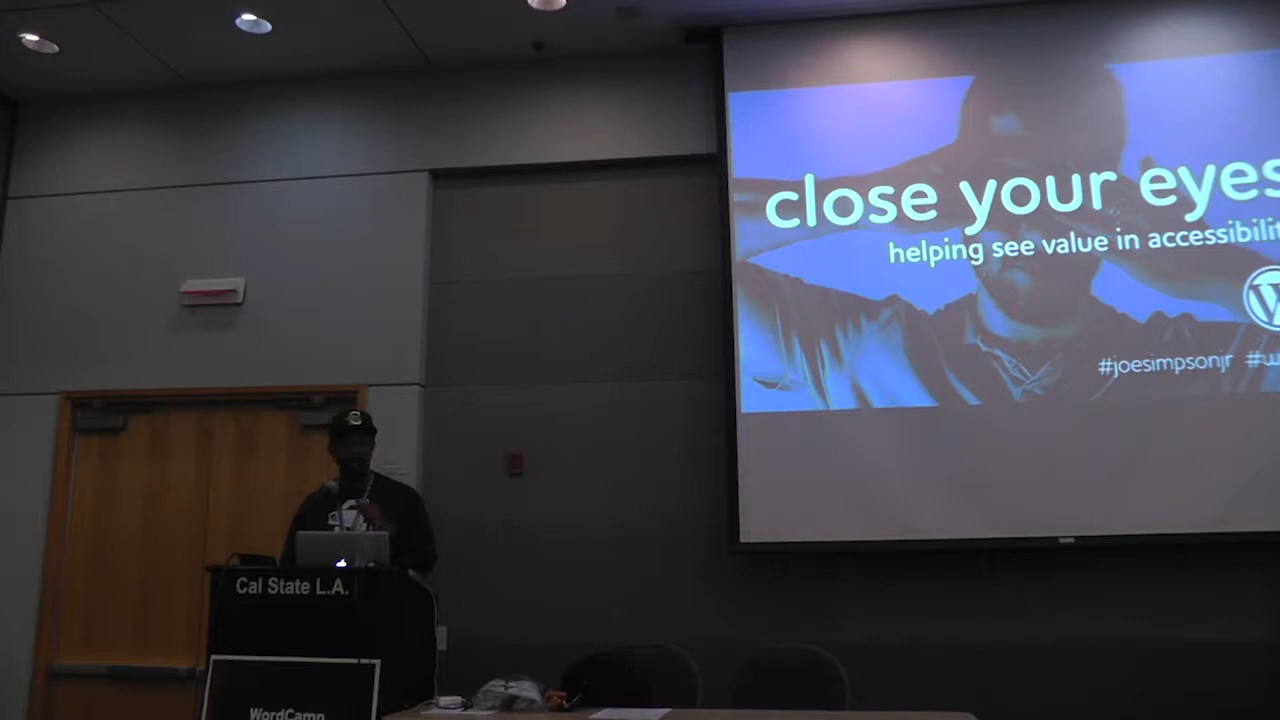 close your eyes
helping see value in accessibilit
#joesimpsonjr #w
Cal State L.A.
WordCamp